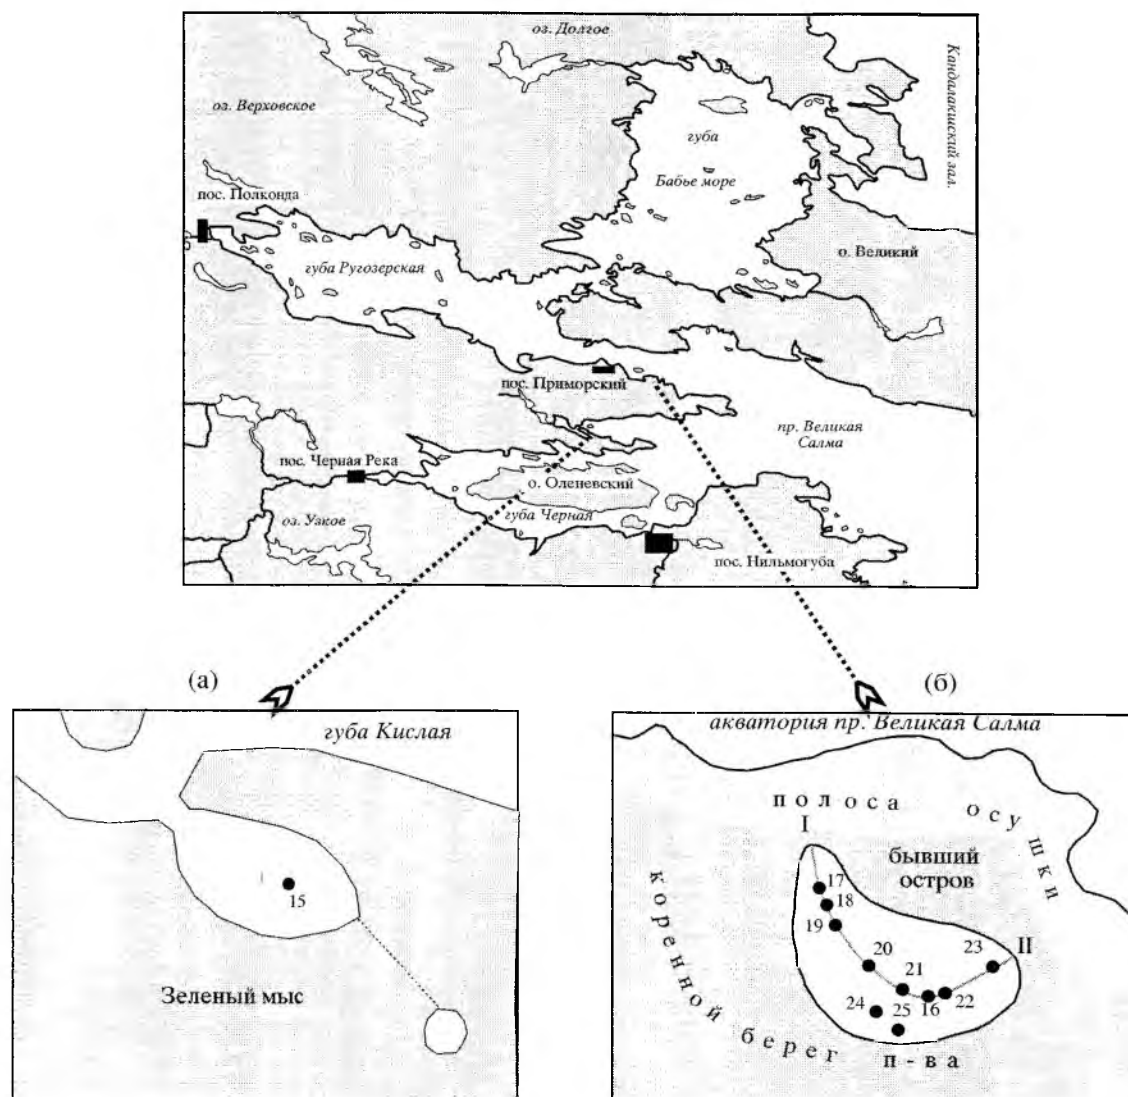 оз. Долгое
Кандалакшский зал.
оз. Верховское
губа
Бабье море
пос. Полконда
о. Великий
губа Ругозерская
пос. Приморский
пр. Великая
Салма
пос. Черная Река
о. Оленевский
губа Черная
оз. Узкое
пос. Нильмогуба
(а)
(б)
губа Кислая
15
Зеленый мыс
акватория пр. Великая Салма
полоса осушки
I
бывший
остров
17
18
19
20
21
23
II
24
25
16
22
коренной берег
п-ва